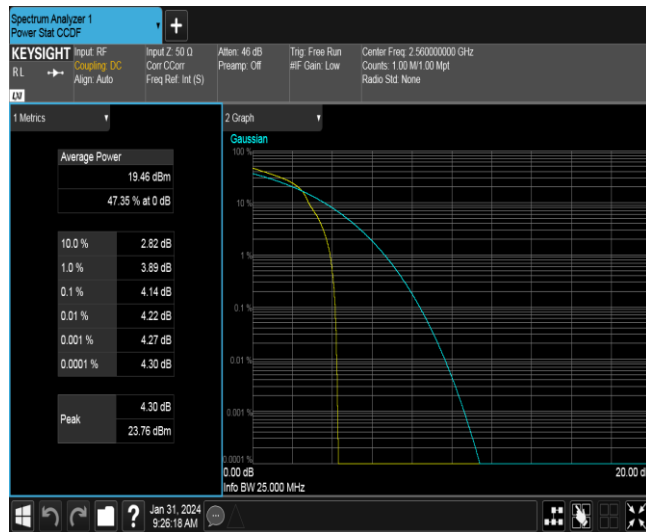 Spectrum Analyzer 1
Power Stat CCDF
+
KEYSIGHT
RL
LXI
Input: RF
Coupling: DC
Align: Auto
Input Z: 50 Ω
Corr CCorr
Freq Ref: Int (S)
Atten: 46 dB
Preamp: Off
Trig: Free Run
#IF Gain: Low
Center Freq: 2.560000000 GHz
Counts: 1.00 M/1.00 Mpt
Radio Std: None
1 Metrics
Average Power
19.46 dBm
47.35 % at 0 dB
10.0 % 2.82 dB
1.0 % 3.89 dB
0.1 % 4.14 dB
0.01 % 4.22 dB
0.001 % 4.27 dB
0.0001 % 4.30 dB
Peak
4.30 dB
23.76 dBm
2 Graph
Gaussian
100 %
10 %
1 %
0.1 %
0.01 %
0.001 %
0.0001 %
0.00 dB
20.00 d
Info BW 25.000 MHz
?
Jan 31, 2024
9:26:18 AM